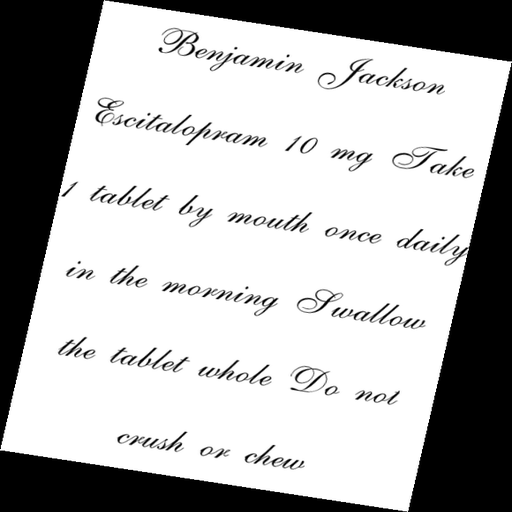 Benjamin Jackson
Escitalopram 10 mg Take
1 tablet by mouth once daily
in the morning Swallow
the tablet whole Do not
crush or chew